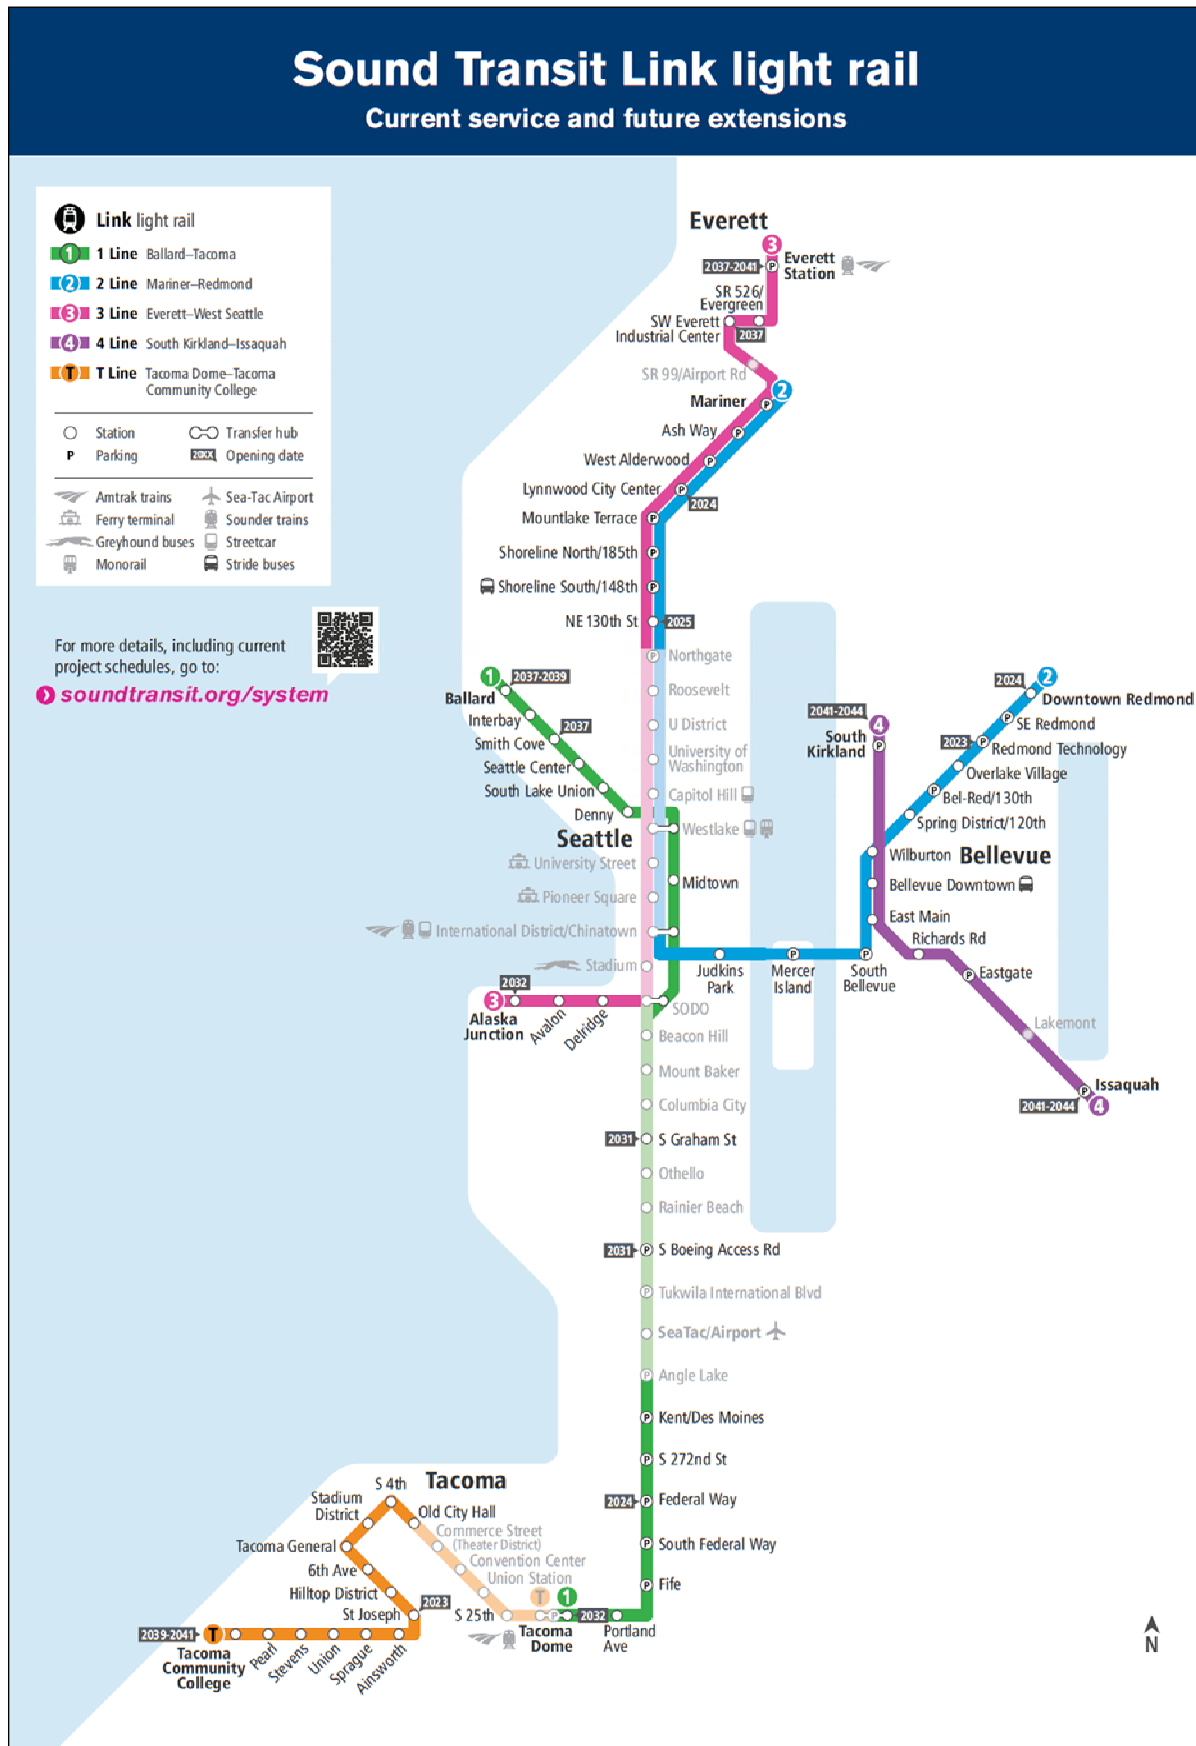 Sound Transit Link light rail
Current service and future extensions
Link light rail
1 1 Line Ballard–Tacoma
2 2 Line Mariner–Redmond
3 3 Line Everett–West Seattle
4 4 Line South Kirkland–Issaquah
T T Line Tacoma Dome–Tacoma
Community College
Station
Transfer hub
P Parking
20XX Opening date
Amtrak trains
Sea-Tac Airport
Ferry terminal
Sounder trains
Greyhound buses
Streetcar
Monorail
Stride buses
For more details, including current
project schedules, go to:
soundtransit.org/system
Everett
3
2037-2041
P
Everett
Station
SR 526/
Evergreen
SW Everett
Industrial Center
2037
SR 99/Airport Rd
2
Mariner
P
Ash Way
P
West Alderwood
P
Lynnwood City Center
P
2024
Mountlake Terrace
P
Shoreline North/185th
P
Shoreline South/148th
P
NE 130th St
2025
P
Northgate
Roosevelt
U District
University of
Washington
Capitol Hill
Westlake
University Street
Pioneer Square
International District/Chinatown
Stadium
SODO
1
2037-2039
Ballard
Interbay
2037
Smith Cove
Seattle Center
South Lake Union
Denny
Seattle
Midtown
2032
3
Alaska
Junction
Avalon
Delridge
Judkins
Park
P
Mercer
Island
P
South
Bellevue
2041-2044
4
South
Kirkland
P
2024
2
Downtown Redmond
P
SE Redmond
2023
P
Redmond Technology
Overlake Village
P
Bel-Red/130th
Spring District/120th
Wilburton
Bellevue
Bellevue Downtown
East Main
Richards Rd
P
Eastgate
Lakemont
P
Issaquah
2041-2044
4
Beacon Hill
Mount Baker
Columbia City
2031
S Graham St
Othello
Rainier Beach
2031
P
S Boeing Access Rd
P
Tukwila International Blvd
SeaTac/Airport
P
Angle Lake
P
Kent/Des Moines
P
S 272nd St
2024
P
Federal Way
P
South Federal Way
P
Fife
Tacoma
S 4th
Stadium
District
Old City Hall
Commerce Street
(Theater District)
Tacoma General
Convention Center
6th Ave
Union Station
Hilltop District
2023
St Joseph
S 25th
T
1
P
2032
Tacoma
Dome
Portland
Ave
2039-2041
T
Tacoma
Community
College
Pearl
Stevens
Union
Sprague
Ainsworth
N